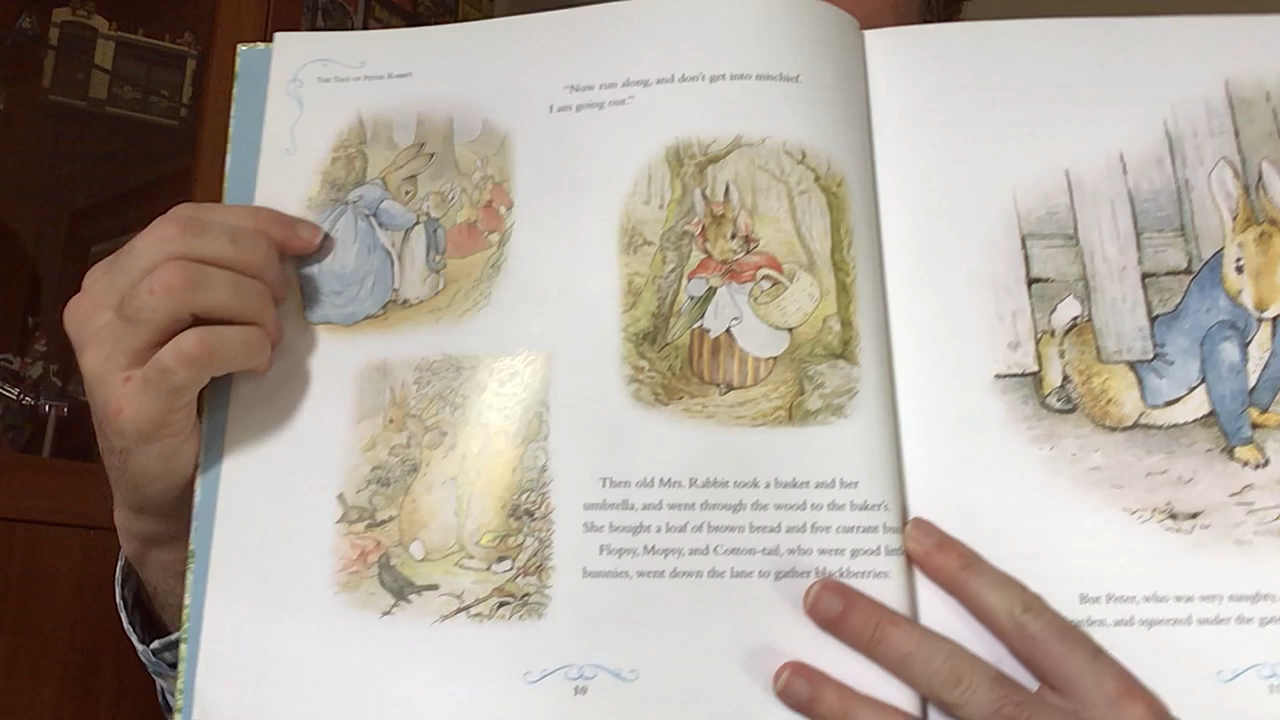 THE TALE OF PETER RABBIT
"Now run along, and don't get into mischief.
I am going out."
Then old Mrs. Rabbit took a basket and her
umbrella, and went through the wood to the baker's.
She bought a loaf of brown bread and five currant
Flopsy, Mopsy, and Cotton-tail, who were good
bunnies, went down the lane to gather blackberries:
10
But Peter, who was very naughty,
and squeezed under the